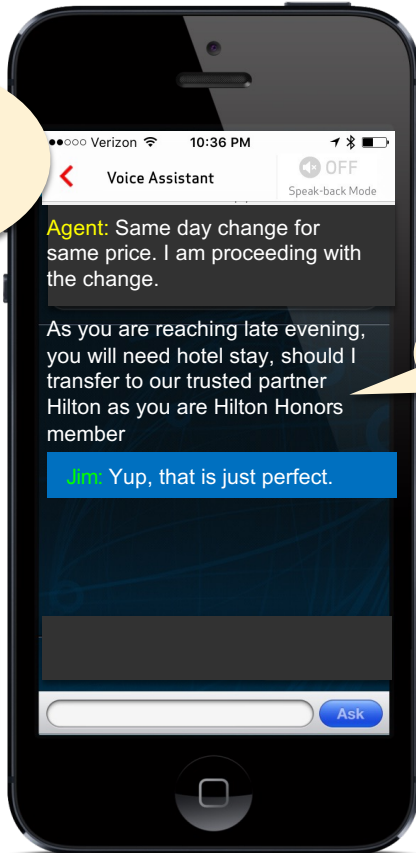 Verizon 10:36 PM
Voice Assistant
OFF
Speak-back Mode
Agent: Same day change for
same price. I am proceeding with
the change.
As you are reaching late evening,
you will need hotel stay, should I
transfer to our trusted partner
Hilton as you are Hilton Honors
member
Jim: Yup, that is just perfect.
Ask